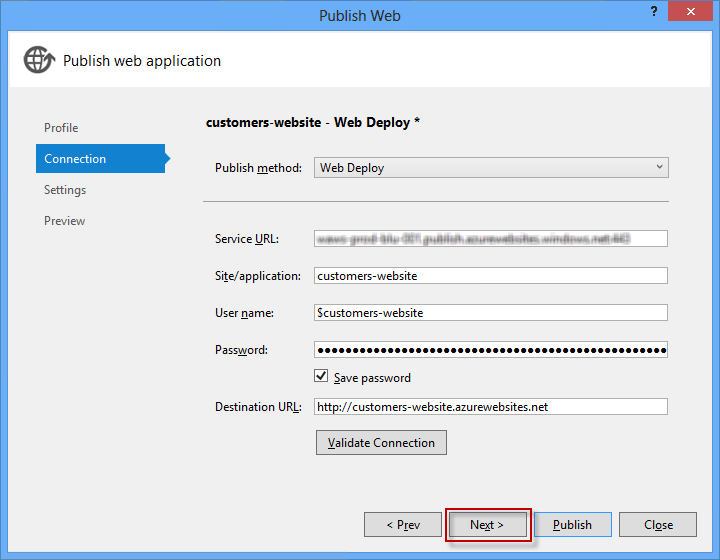 Publish Web
?
Publish web application
customers-website - Web Deploy *
Profile
Connection
Settings
Preview
Publish method: Web Deploy
Service URL:
Site/application: customers-website
User name: $customers-website
Password: ●●●●●●●●●●●●●●●●●●●●●●●●●●●●●●●●●●●●●●●●●●●●●●●●●●
Save password
Destination URL: http://customers-website.azurewebsites.net
Validate Connection
< Prev Next > Publish Close